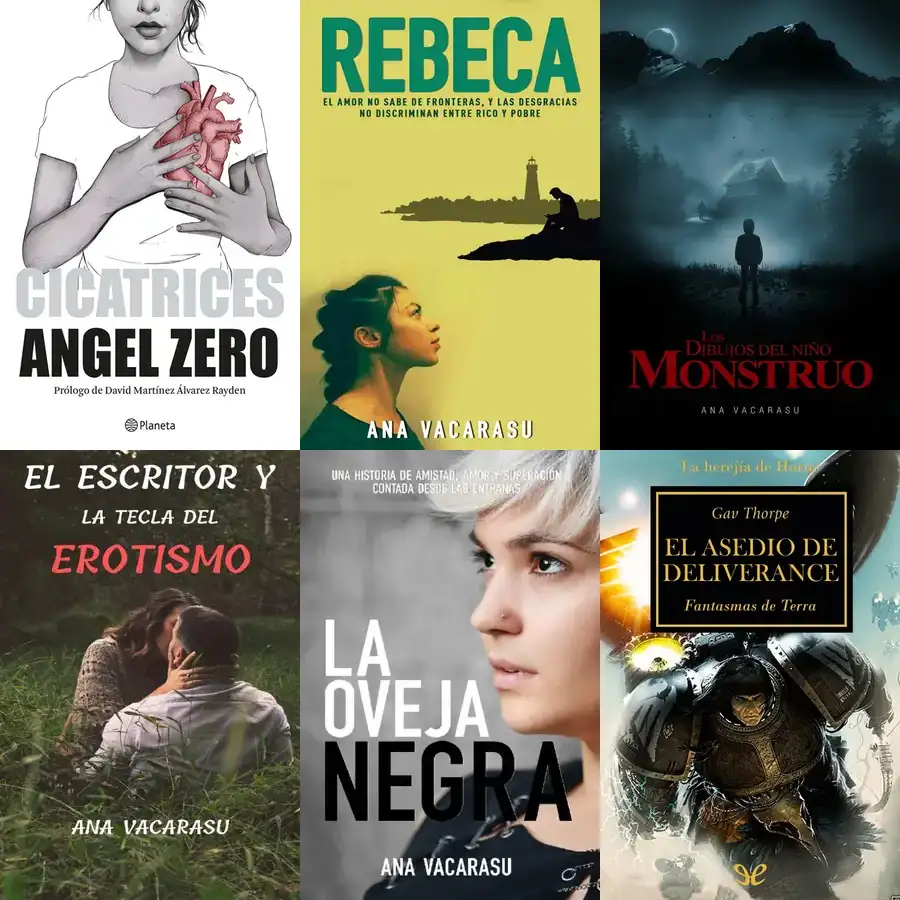 CICATRICES
ANGEL ZERO
Prólogo de David Martínez Álvarez Rayden
Planeta
REBECA
EL AMOR NO SABE DE FRONTERAS, Y LAS DESGRACIAS
NO DISCRIMINAN ENTRE RICO Y POBRE
ANA VACARASU
LOS
DIBUJOS DEL NIÑO
MONSTRUO
ANA VACARASU
EL ESCRITOR Y
LA TECLA DEL
EROTISMO
ANA VACARASU
UNA HISTORIA DE AMISTAD, AMOR Y SUPERACIÓN
CONTADA DESDE LAS ENTRAÑAS
LA
OVEJA
NEGRA
ANA VACARASU
La herejía de Horus
Gav Thorpe
EL ASEDIO DE
DELIVERANCE
Fantasmas de Terra